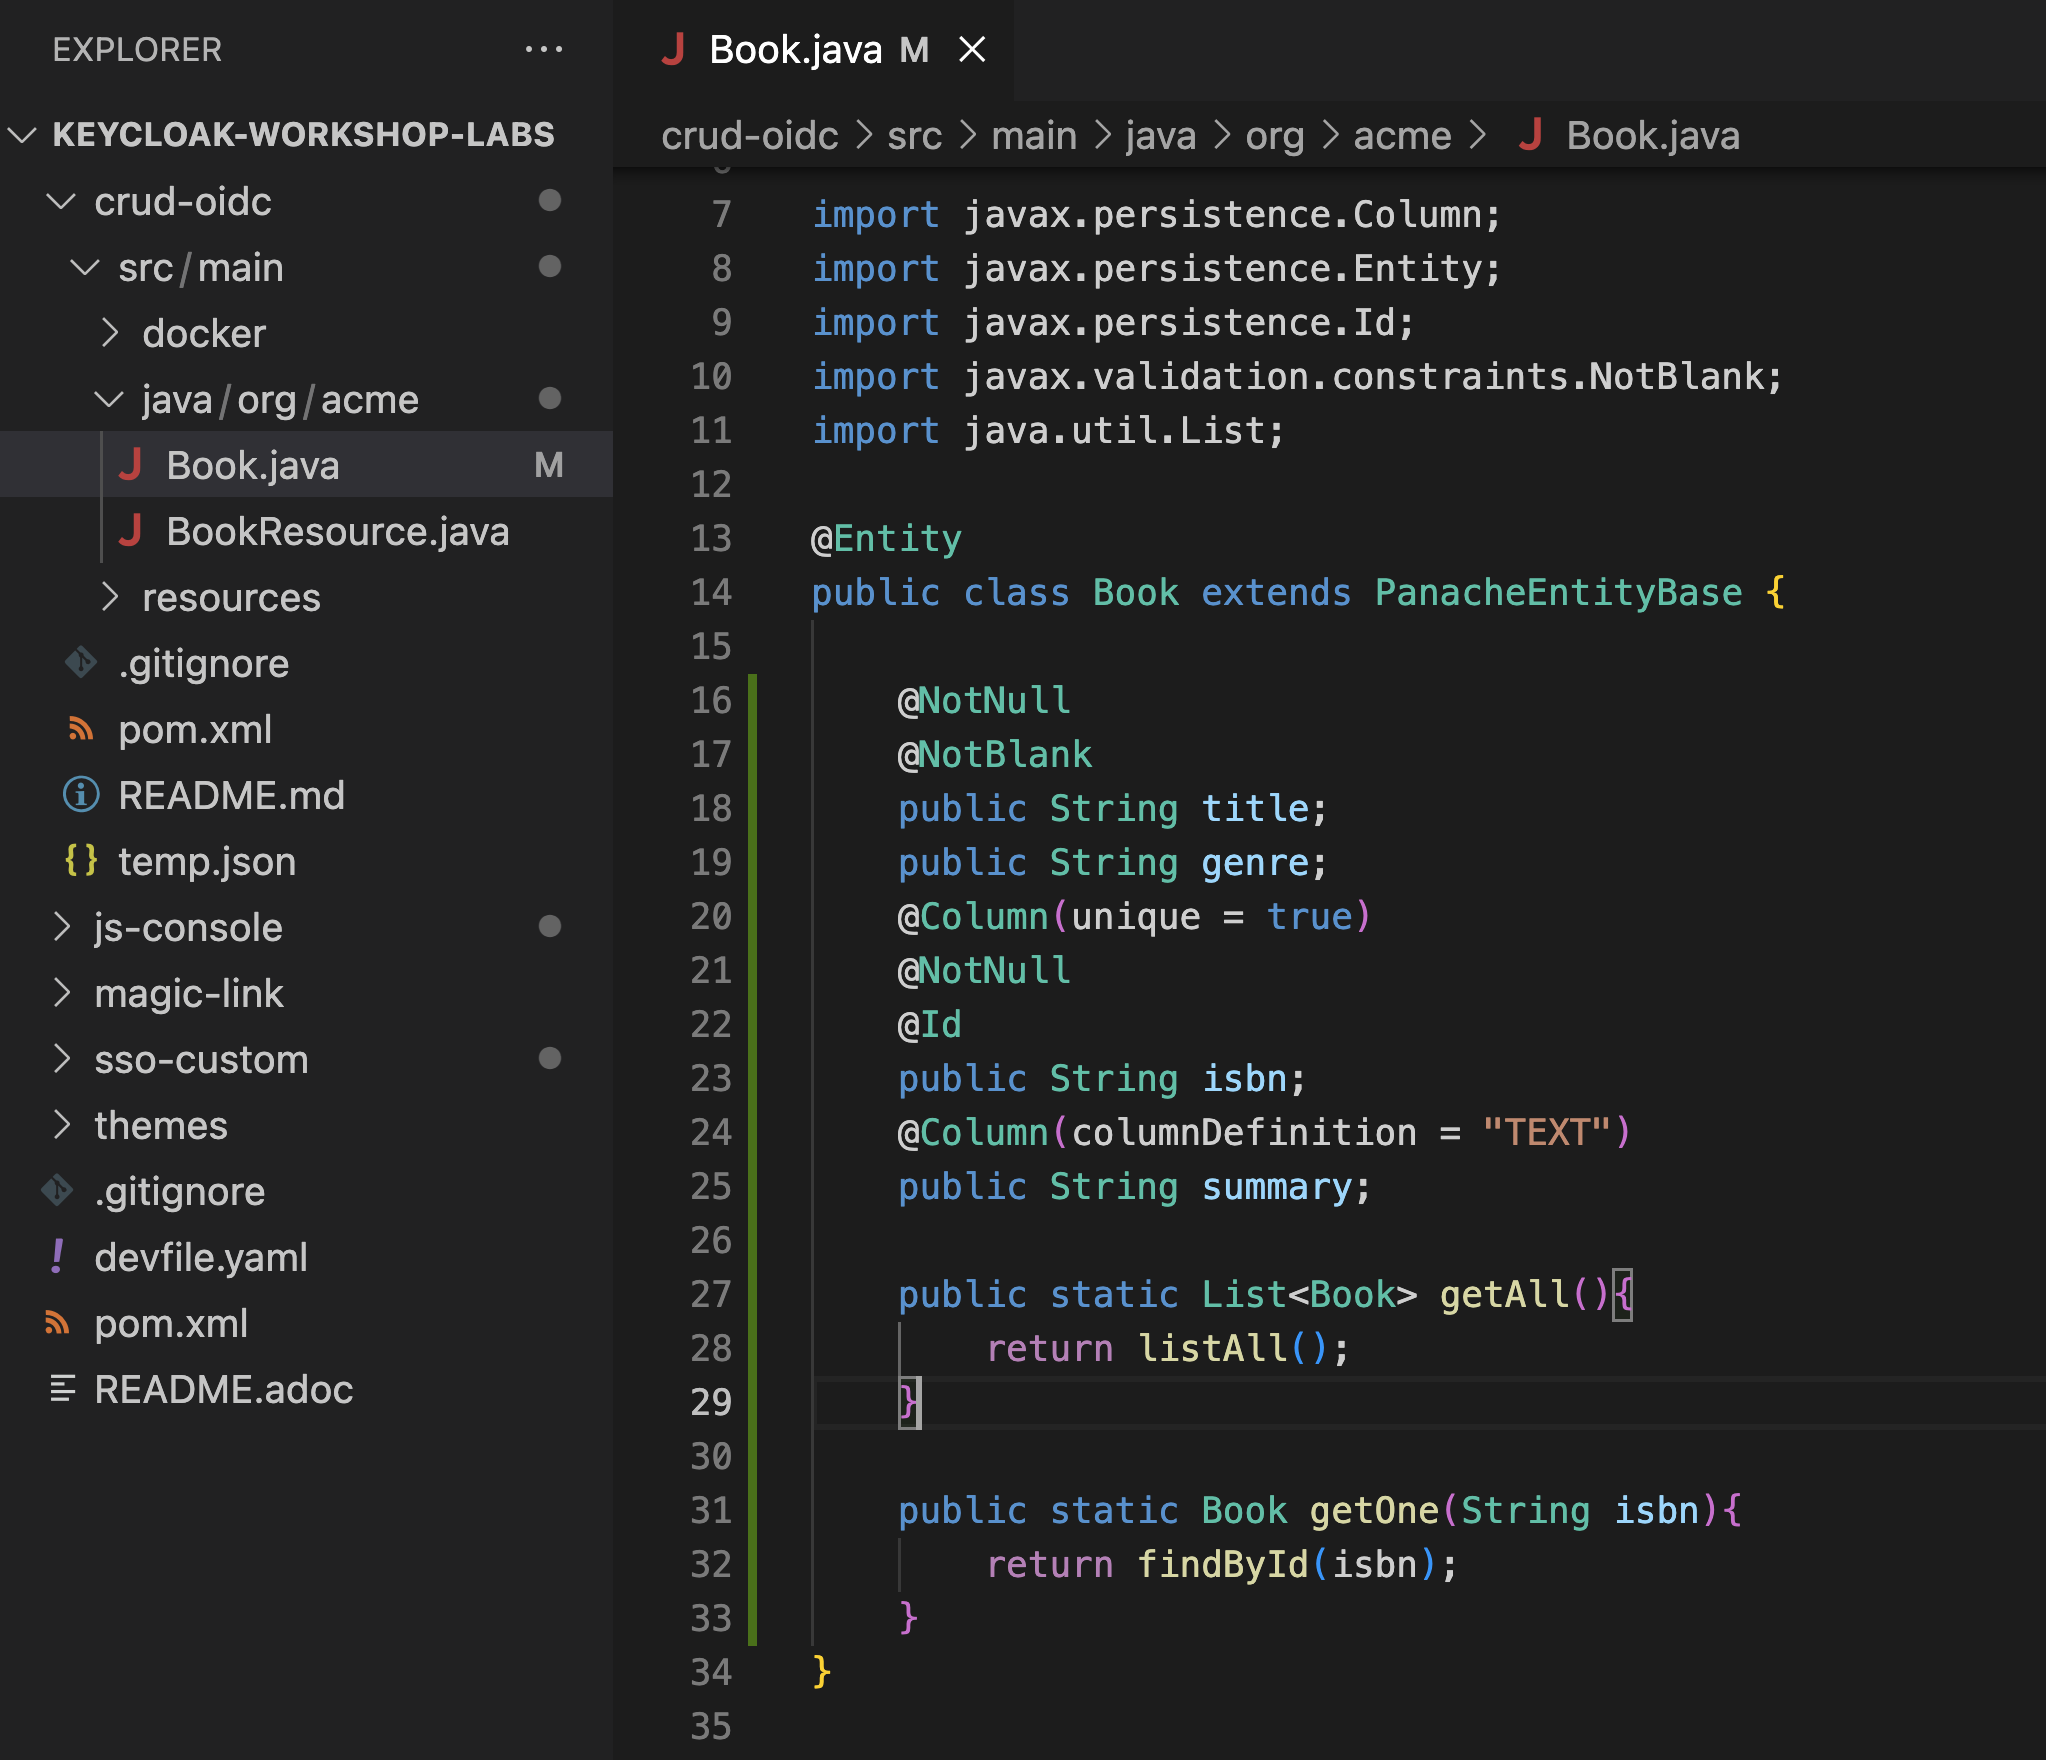 EXPLORER
KEYCLOAK-WORKSHOP-LABS
crud-oidc
src/main
docker
java/org/acme
Book.java M
BookResource.java
resources
.gitignore
pom.xml
README.md
temp.json
js-console
magic-link
sso-custom
themes
.gitignore
devfile.yaml
pom.xml
README.adoc
Book.java M
crud-oidc > src > main > java > org > acme > Book.java
7 import javax.persistence.Column;
8 import javax.persistence.Entity;
9 import javax.persistence.Id;
10 import javax.validation.constraints.NotBlank;
11 import java.util.List;
12
13 @Entity
14 public class Book extends PanacheEntityBase {
15
16 @NotNull
17 @NotBlank
18 public String title;
19 public String genre;
20 @Column(unique = true)
21 @NotNull
22 @Id
23 public String isbn;
24 @Column(columnDefinition = "TEXT")
25 public String summary;
26
27 public static List<Book> getAll(){
28 return listAll();
29 }
30
31 public static Book getOne(String isbn){
32 return findById(isbn);
33 }
34 }
35